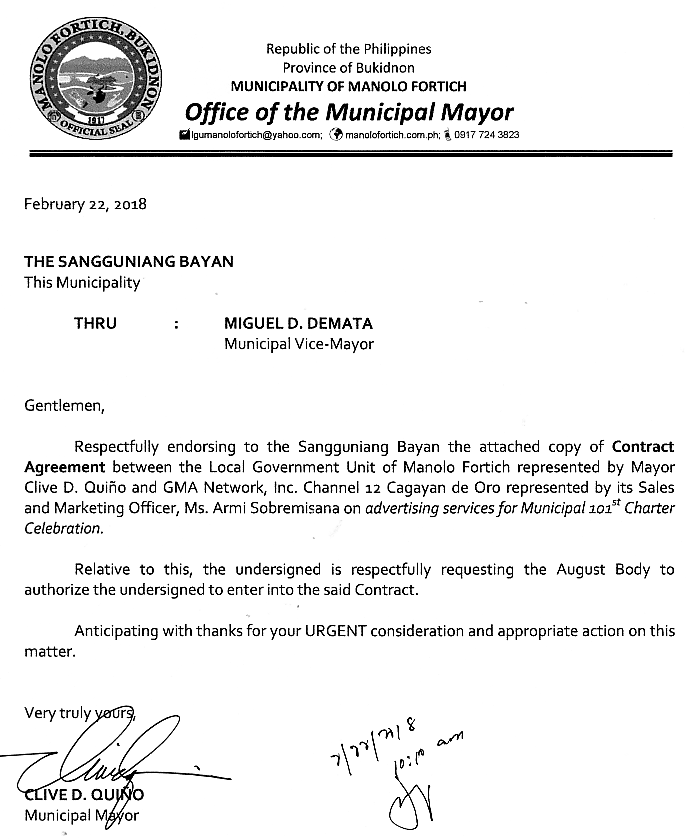 MANOLO FORTICH, BUKIDNON
1917
OFFICIAL SEAL
Republic of the Philippines
Province of Bukidnon
MUNICIPALITY OF MANOLO FORTICH
Office of the Municipal Mayor
lgumanolofortich@yahoo.com; manolofortich.com.ph; 0917 724 3823
February 22, 2018
THE SANGGUNIANG BAYAN
This Municipality
THRU : MIGUEL D. DEMATA
Municipal Vice-Mayor
Gentlemen,
Respectfully endorsing to the Sangguniang Bayan the attached copy of Contract
Agreement between the Local Government Unit of Manolo Fortich represented by Mayor
Clive D. Quiño and GMA Network, Inc. Channel 12 Cagayan de Oro represented by its Sales
and Marketing Officer, Ms. Armi Sobremisana on advertising services for Municipal 101st Charter
Celebration.
Relative to this, the undersigned is respectfully requesting the August Body to
authorize the undersigned to enter into the said Contract.
Anticipating with thanks for your URGENT consideration and appropriate action on this
matter.
Very truly yours,
CLIVE D. QUIÑO
Municipal Mayor
10:10 am